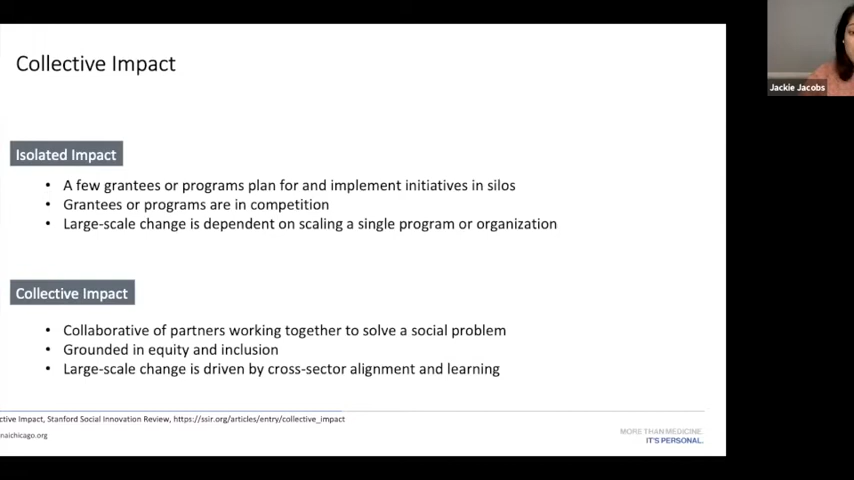 Collective Impact
Jackie Jacobs
Isolated Impact
• A few grantees or programs plan for and implement initiatives in silos
• Grantees or programs are in competition
• Large-scale change is dependent on scaling a single program or organization
Collective Impact
• Collaborative of partners working together to solve a social problem
• Grounded in equity and inclusion
• Large-scale change is driven by cross-sector alignment and learning
ctive Impact, Stanford Social Innovation Review, https://ssir.org/articles/entry/collective_impact
naichicago.org
MORE THAN MEDICINE.
IT'S PERSONAL.